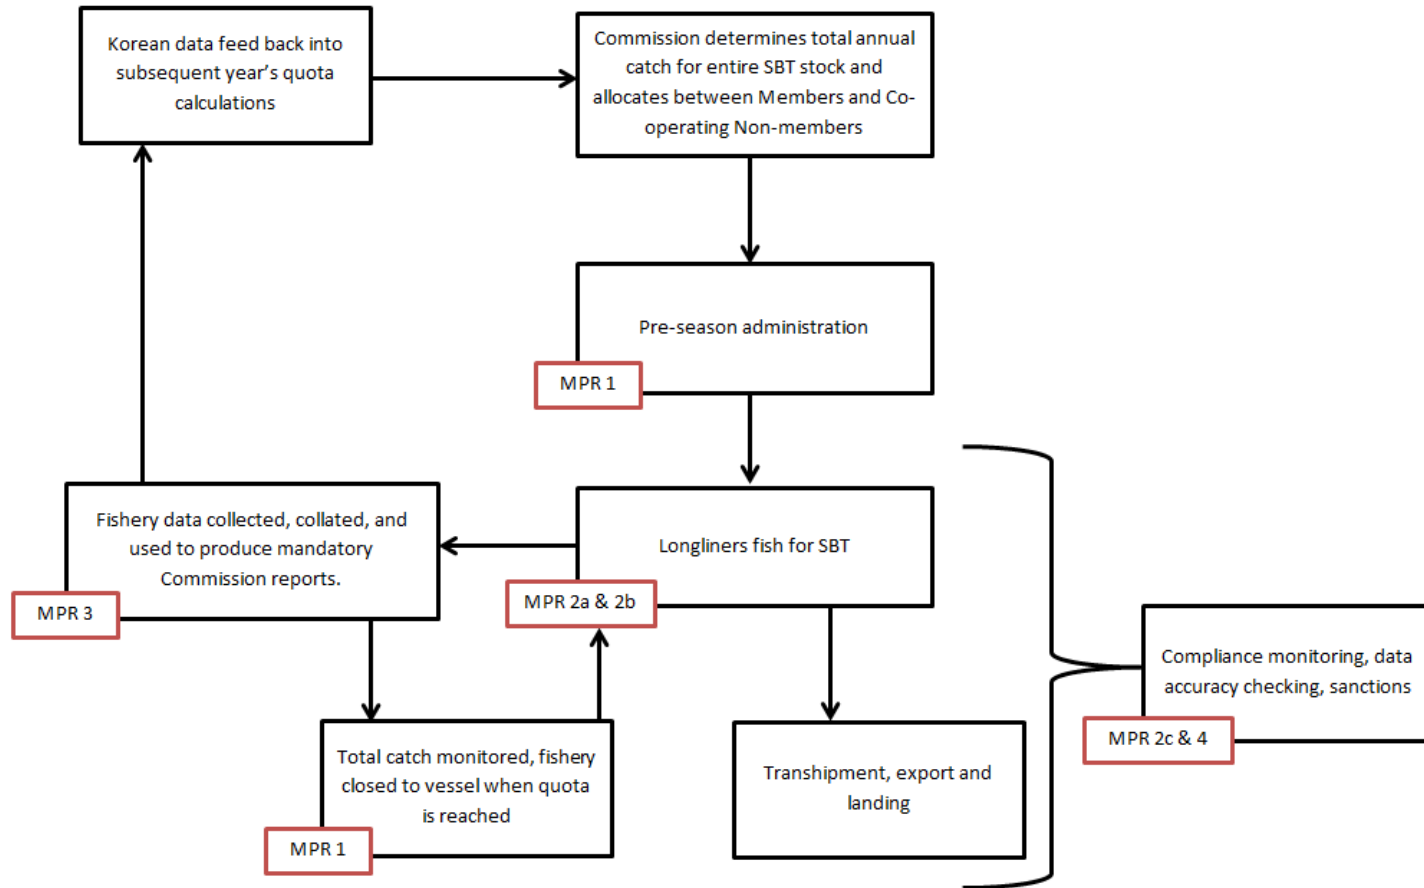 Korean data feed back into
subsequent year's quota
calculations
Commission determines total annual
catch for entire SBT stock and
allocates between Members and Co-
operating Non-members
Pre-season administration
MPR 1
Fishery data collected, collated, and
used to produce mandatory
Commission reports.
MPR 3
Longliners fish for SBT
MPR 2a & 2b
Total catch monitored, fishery
closed to vessel when quota
is reached
MPR 1
Transhipment, export and
landing
Compliance monitoring, data
accuracy checking, sanctions
MPR 2c & 4